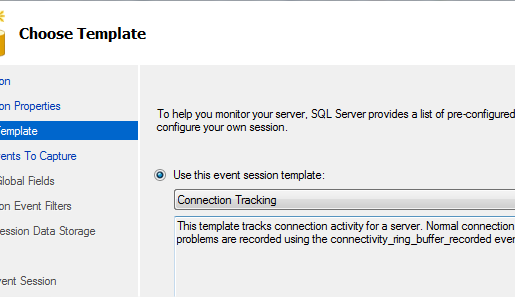 Choose Template
on
on Properties
Template
ents To Capture
Global Fields
on Event Filters
ession Data Storage
ent Session
To help you monitor your server, SQL Server provides a list of pre-configured
configure your own session.
Use this event session template:
Connection Tracking
This template tracks connection activity for a server. Normal connection
problems are recorded using the connectivity_ring_buffer_recorded even